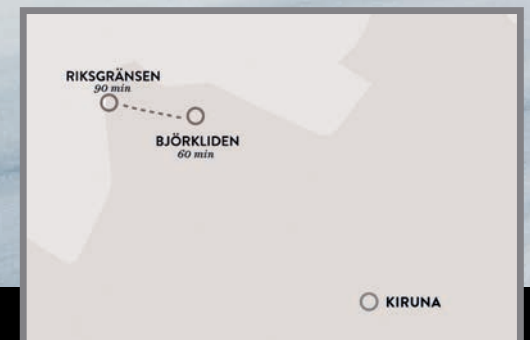 RIKSGRÄNSEN
90 min
BJÖRKLIDEN
60 min
KIRUNA